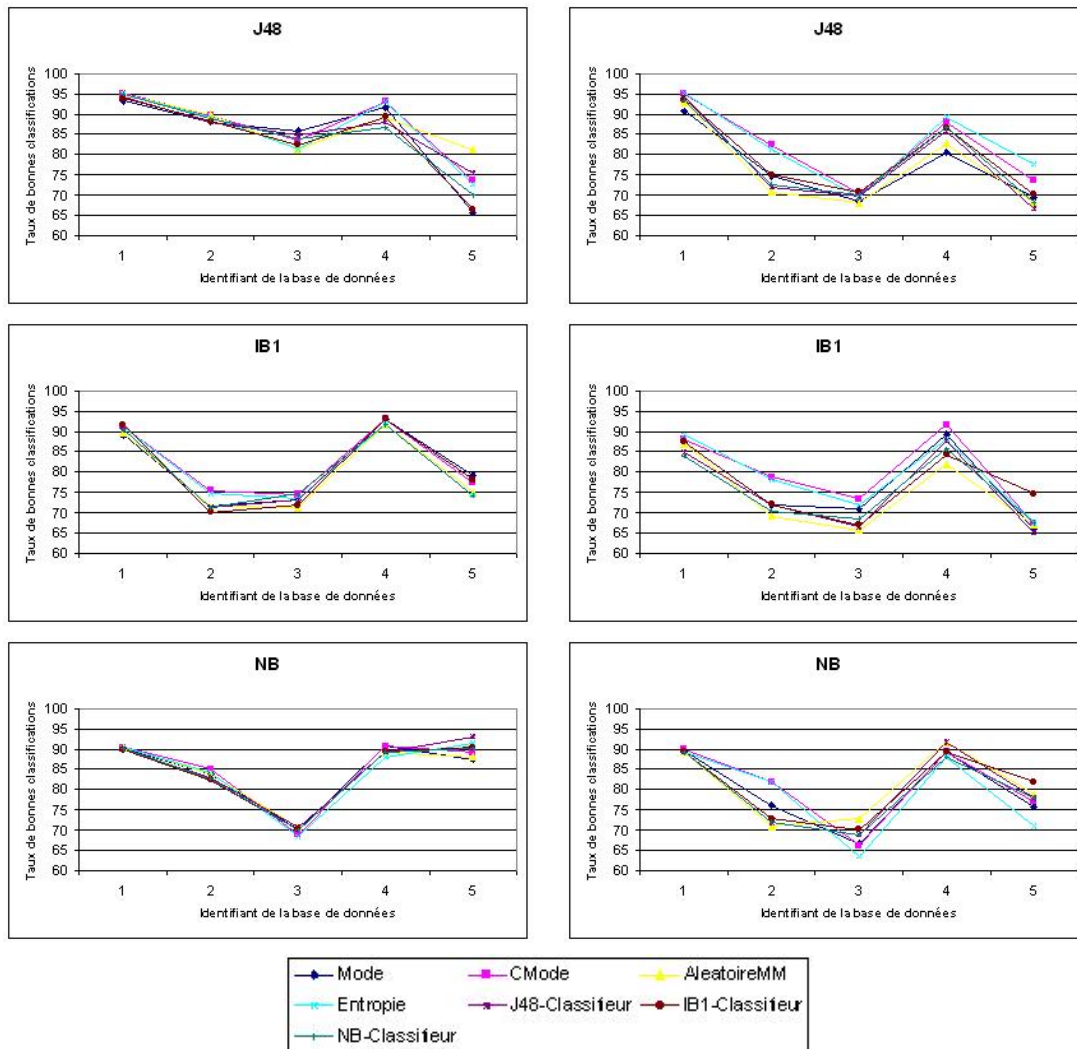 J48
J48
Taux de bonnes classifications
100
95
90
85
80
75
70
65
60
1 2 3 4 5
Identifiant de la base de données
Taux de bonnes classifications
100
95
90
85
80
75
70
65
60
1 2 3 4 5
Identifiant de la base de données
IB1
IB1
Taux de bonnes classifications
100
95
90
85
80
75
70
65
60
1 2 3 4 5
Identifiant de la base de données
Taux de bonnes classifications
100
95
90
85
80
75
70
65
60
1 2 3 4 5
Identifiant de la base de données
NB
NB
Taux de bonnes classifications
100
95
90
85
80
75
70
65
60
1 2 3 4 5
Identifiant de la base de données
Taux de bonnes classifications
100
95
90
85
80
75
70
65
60
1 2 3 4 5
Identifiant de la base de données
Mode CMode AleatoireMM
Entropie J48-Classifieur IB1-Classifieur
NB-Classifieur